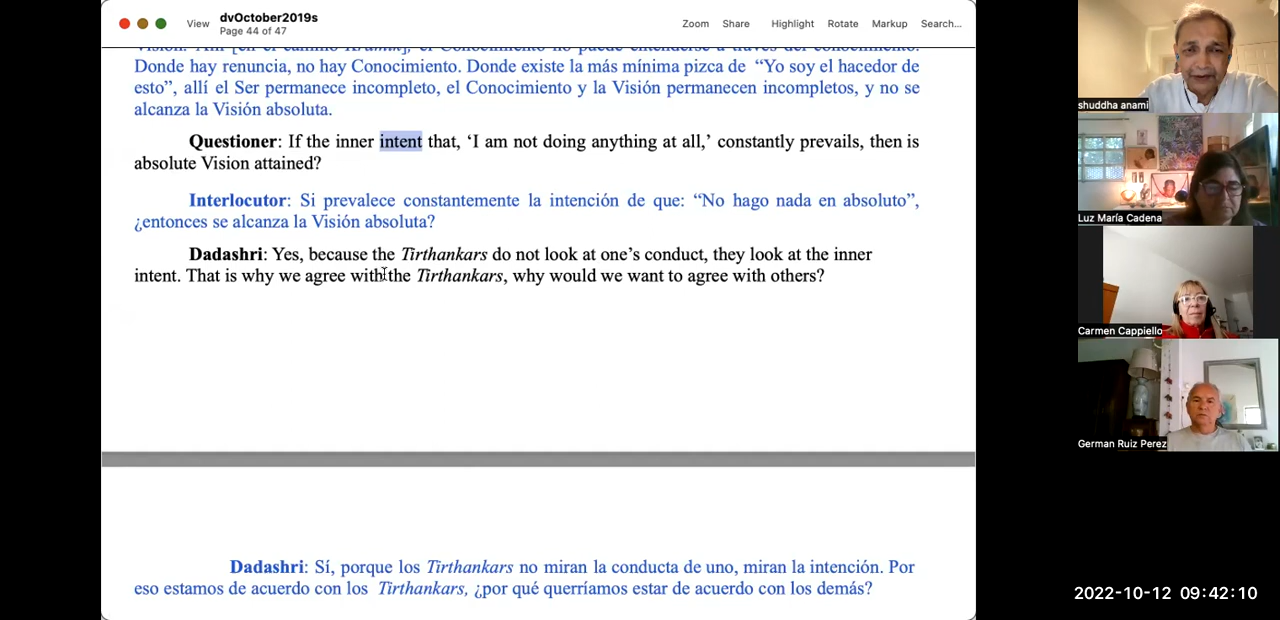 View dvOctober2019s Zoom Share Highlight Rotate Markup Search...
Page 44 of 47
Donde hay renuncia, no hay Conocimiento. Donde existe la más mínima pizca de “Yo soy el hacedor de
esto”, allí el Ser permanece incompleto, el Conocimiento y la Visión permanecen incompletos, y no se
alcanza la Visión absoluta.
Questioner: If the inner intent that, ‘I am not doing anything at all,’ constantly prevails, then is
absolute Vision attained?
Interlocutor: Si prevalece constantemente la intención de que: “No hago nada en absoluto”,
¿entonces se alcanza la Visión absoluta?
Dadashri: Yes, because the Tirthankars do not look at one’s conduct, they look at the inner
intent. That is why we agree with the Tirthankars, why would we want to agree with others?
Dadashri: Sí, porque los Tirthankars no miran la conducta de uno, miran la intención. Por
eso estamos de acuerdo con los Tirthankars, ¿por qué querríamos estar de acuerdo con los demás?
shuddha anami
Luz María Cadena
Carmen Cappiello
German Ruiz Perez
2022-10-12 09:42:10